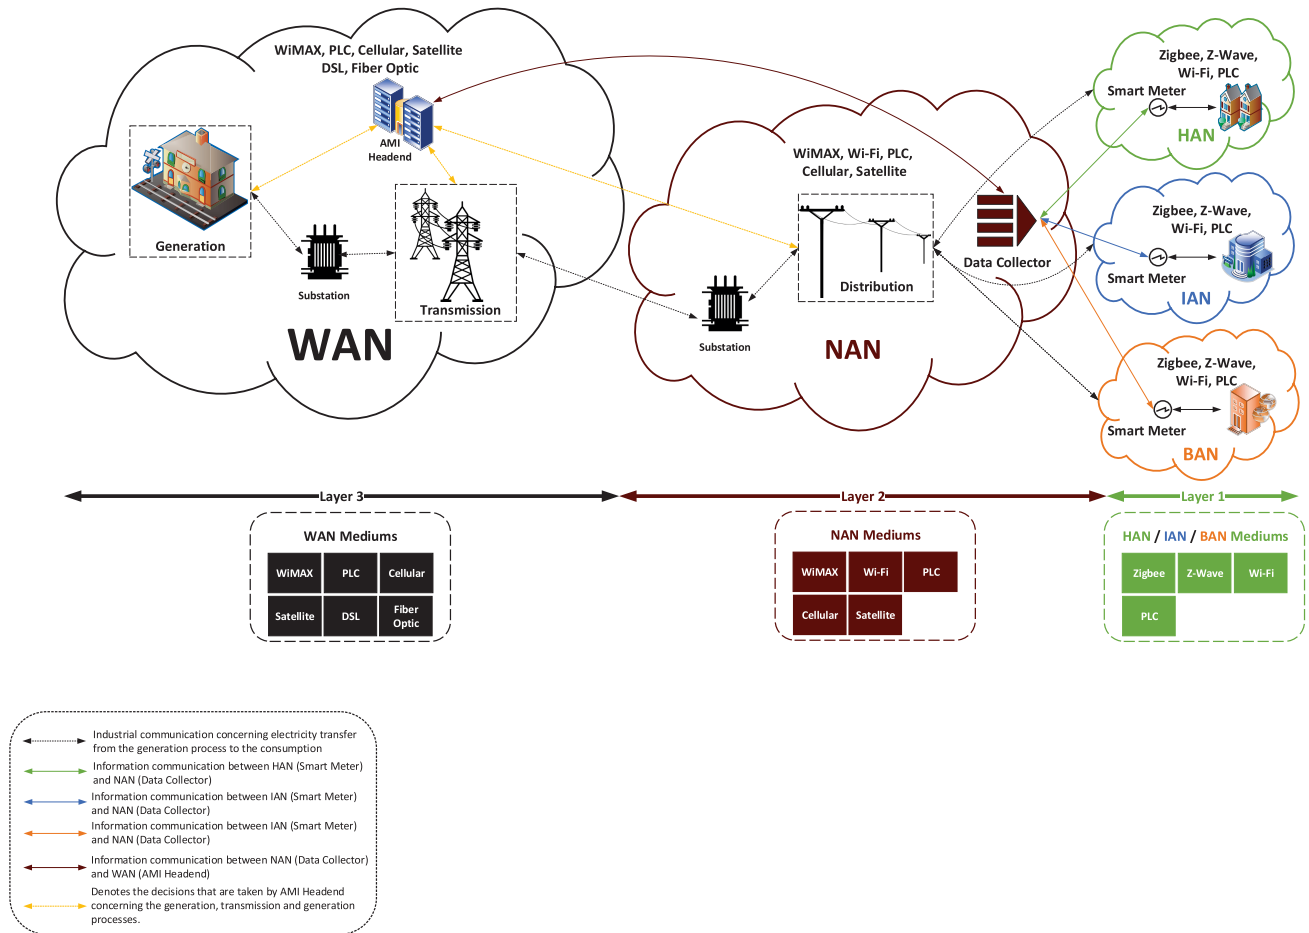 WiMAX, PLC, Cellular, Satellite
DSL, Fiber Optic
AMI
Headend
Generation
Substation
Transmission
WAN
WiMAX, Wi-Fi, PLC,
Cellular, Satellite
Distribution
Data Collector
Substation
NAN
Zigbee, Z-Wave,
Wi-Fi, PLC
Smart Meter
HAN
Zigbee, Z-Wave,
Wi-Fi, PLC
Smart Meter
IAN
Zigbee, Z-Wave,
Wi-Fi, PLC
Smart Meter
BAN
Layer 3
Layer 2
Layer 1
WAN Mediums
WiMAX
PLC
Cellular
Satellite
DSL
Fiber
Optic
NAN Mediums
WiMAX
Wi-Fi
PLC
Cellular
Satellite
HAN / IAN / BAN Mediums
Zigbee
Z-Wave
Wi-Fi
PLC
Industrial communication concerning electricity transfer
from the generation process to the consumption
Information communication between HAN (Smart Meter)
and NAN (Data Collector)
Information communication between IAN (Smart Meter)
and NAN (Data Collector)
Information communication between IAN (Smart Meter)
and NAN (Data Collector)
Information communication between NAN (Data Collector)
and WAN (AMI Headend)
Denotes the decisions that are taken by AMI Headend
concerning the generation, transmission and generation
processes.